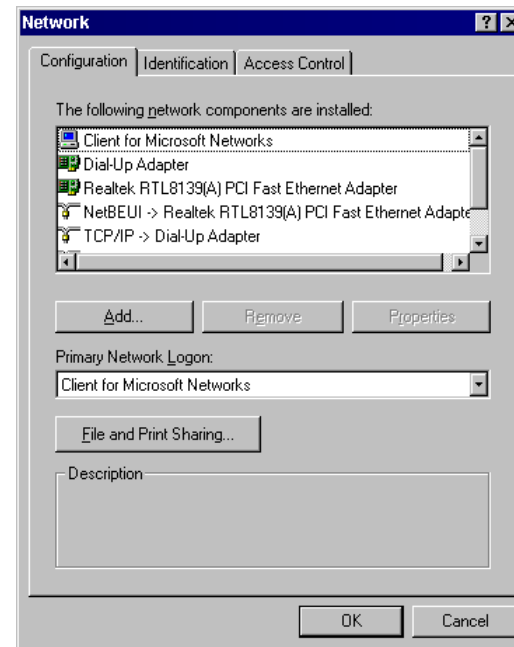 Network
Configuration Identification Access Control
The following network components are installed:
Client for Microsoft Networks
Dial-Up Adapter
Realtek RTL8139(A) PCI Fast Ethernet Adapter
NetBEUI -> Realtek RTL8139(A) PCI Fast Ethernet Adapte
TCP/IP -> Dial-Up Adapter
Add... Remove Properties
Primary Network Logon:
Client for Microsoft Networks
File and Print Sharing...
Description
OK Cancel